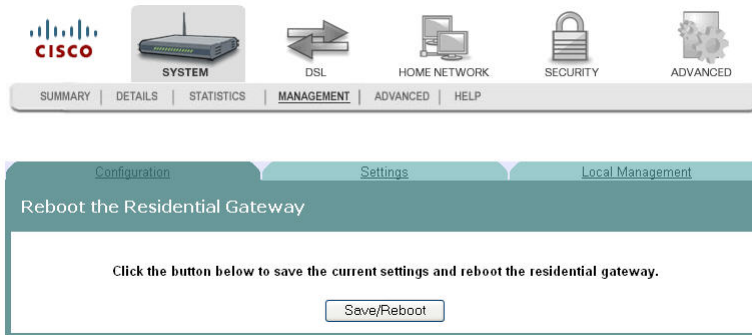 CISCO
SYSTEM DSL HOME NETWORK SECURITY ADVANCED
SUMMARY | DETAILS | STATISTICS | MANAGEMENT | ADVANCED | HELP
Configuration Settings Local Management
Reboot the Residential Gateway
Click the button below to save the current settings and reboot the residential gateway.
Save/Reboot